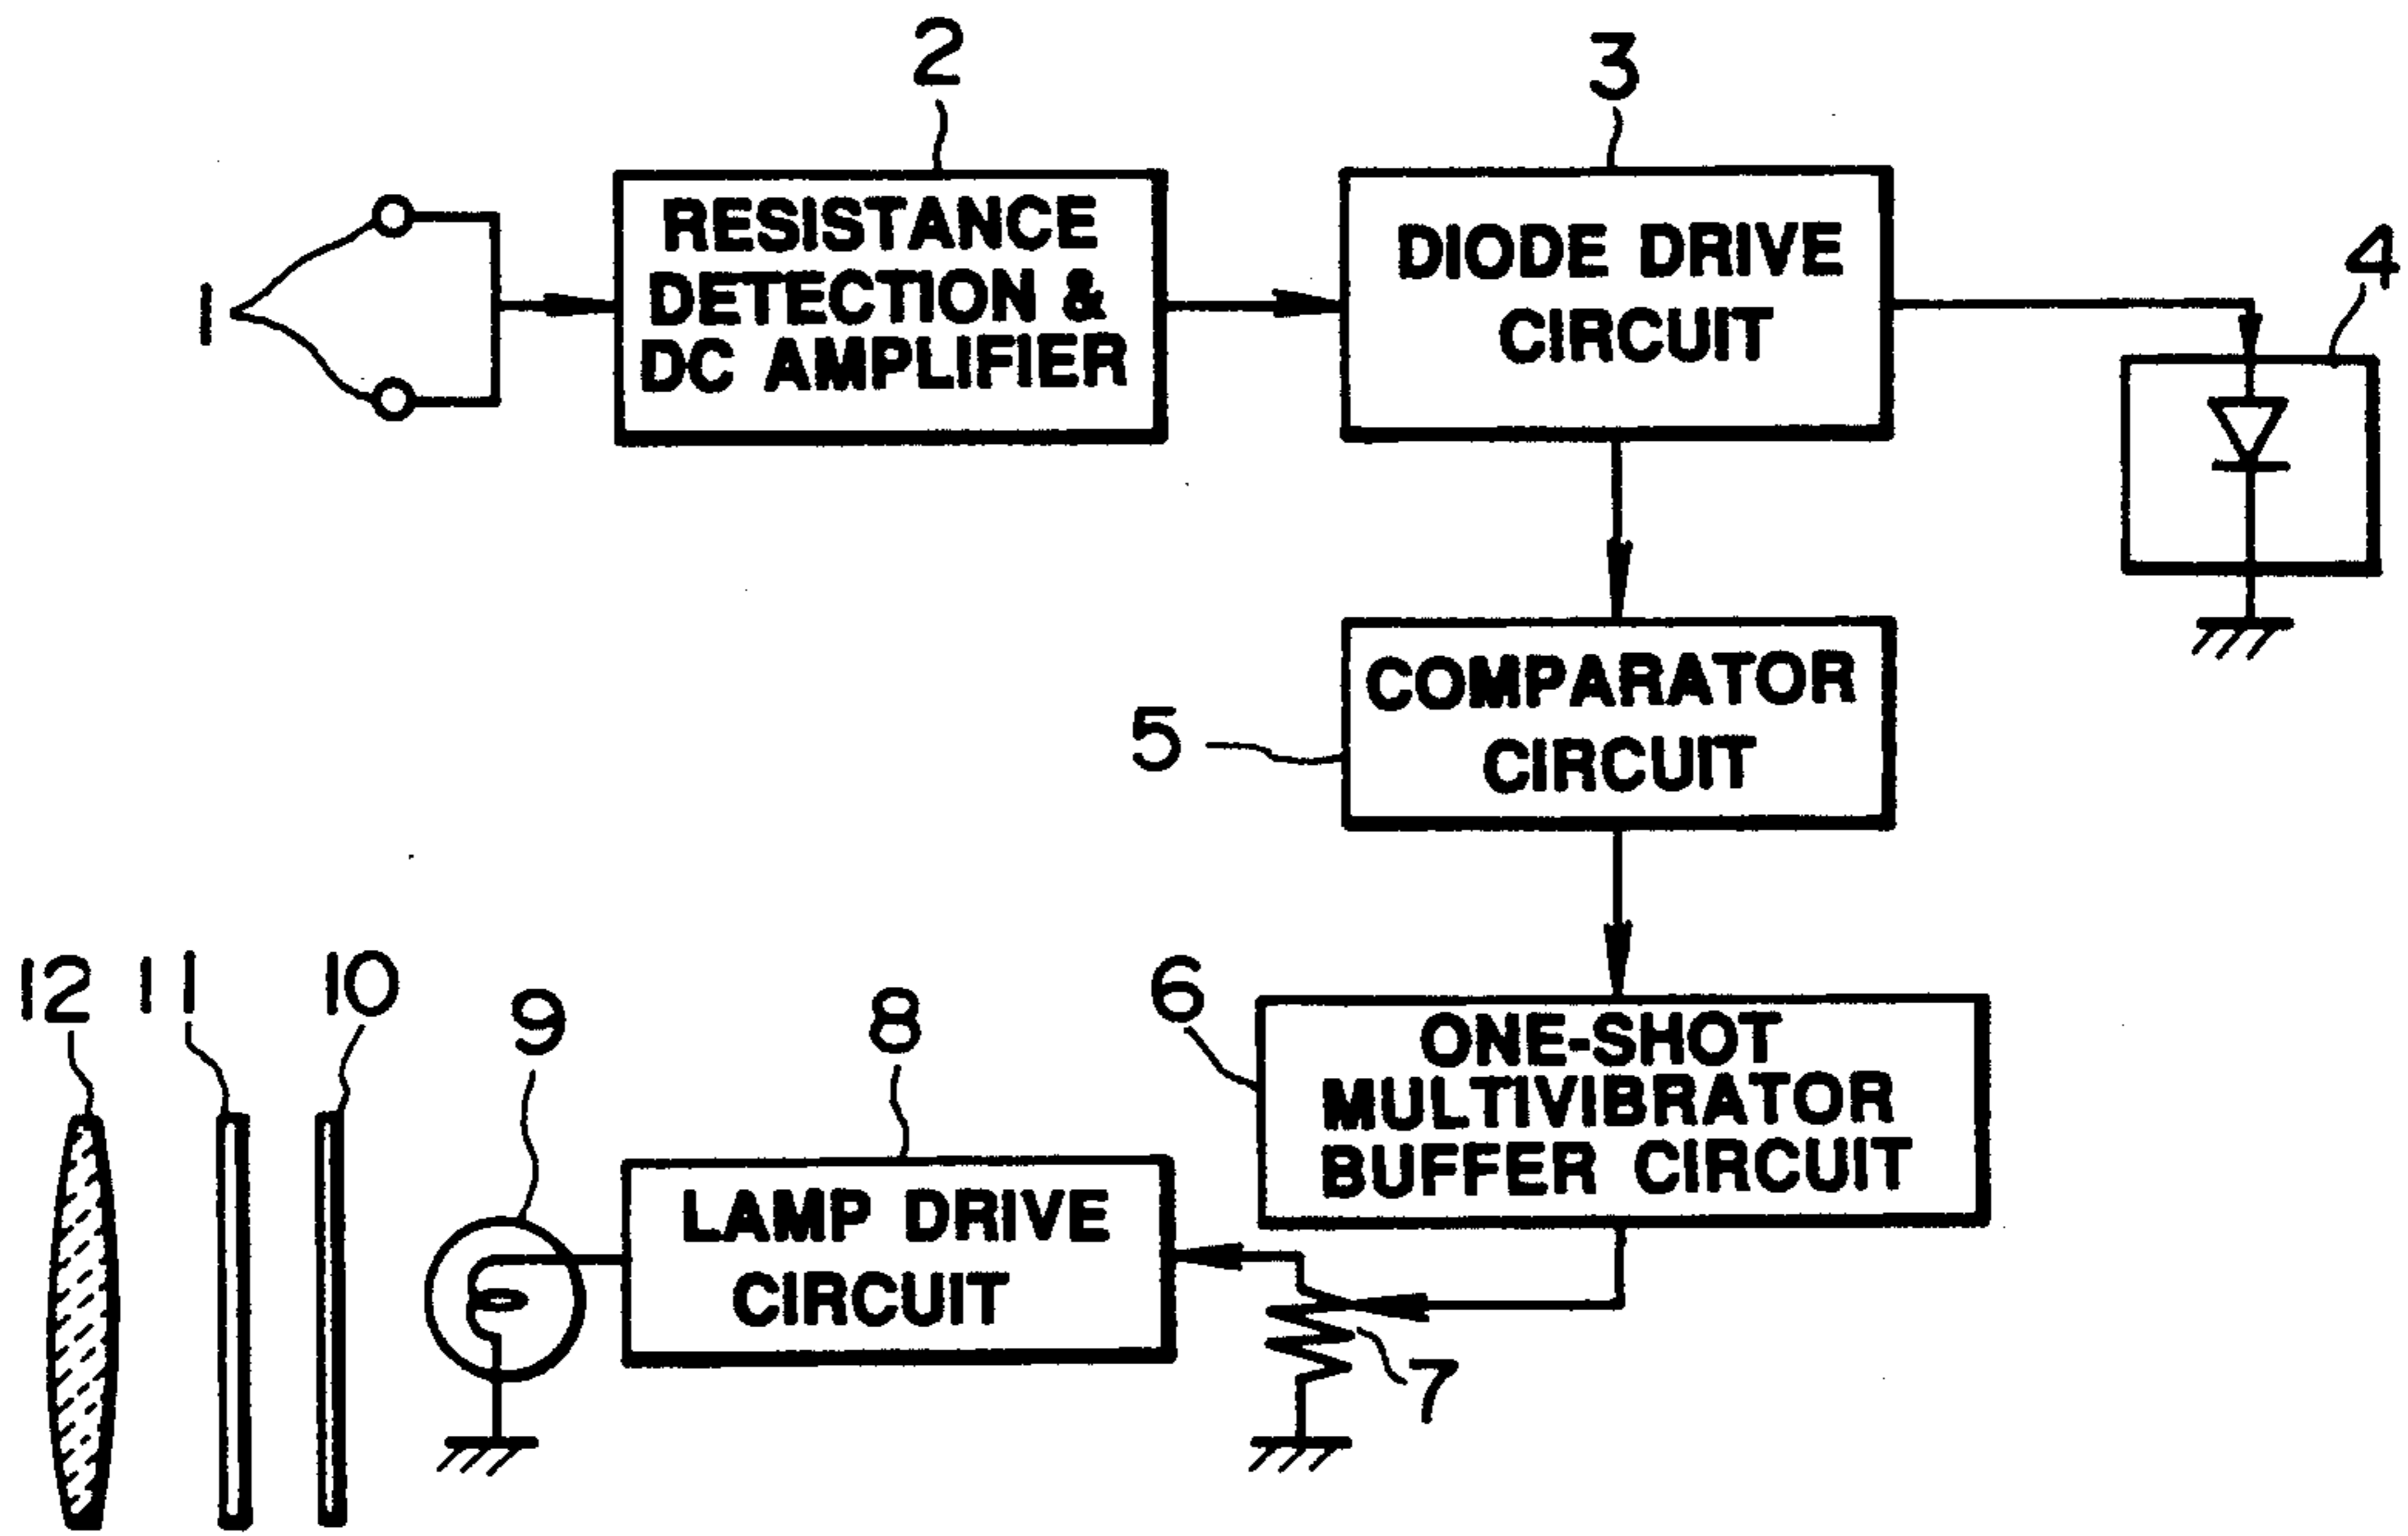 2
3
RESISTANCE
DETECTION &
DC AMPLIFIER
DIODE DRIVE
CIRCUIT
4
1
COMPARATOR
CIRCUIT
5
12
11
10
9
8
6
ONE-SHOT
MULTIVIBRATOR
BUFFER CIRCUIT
LAMP DRIVE
CIRCUIT
7